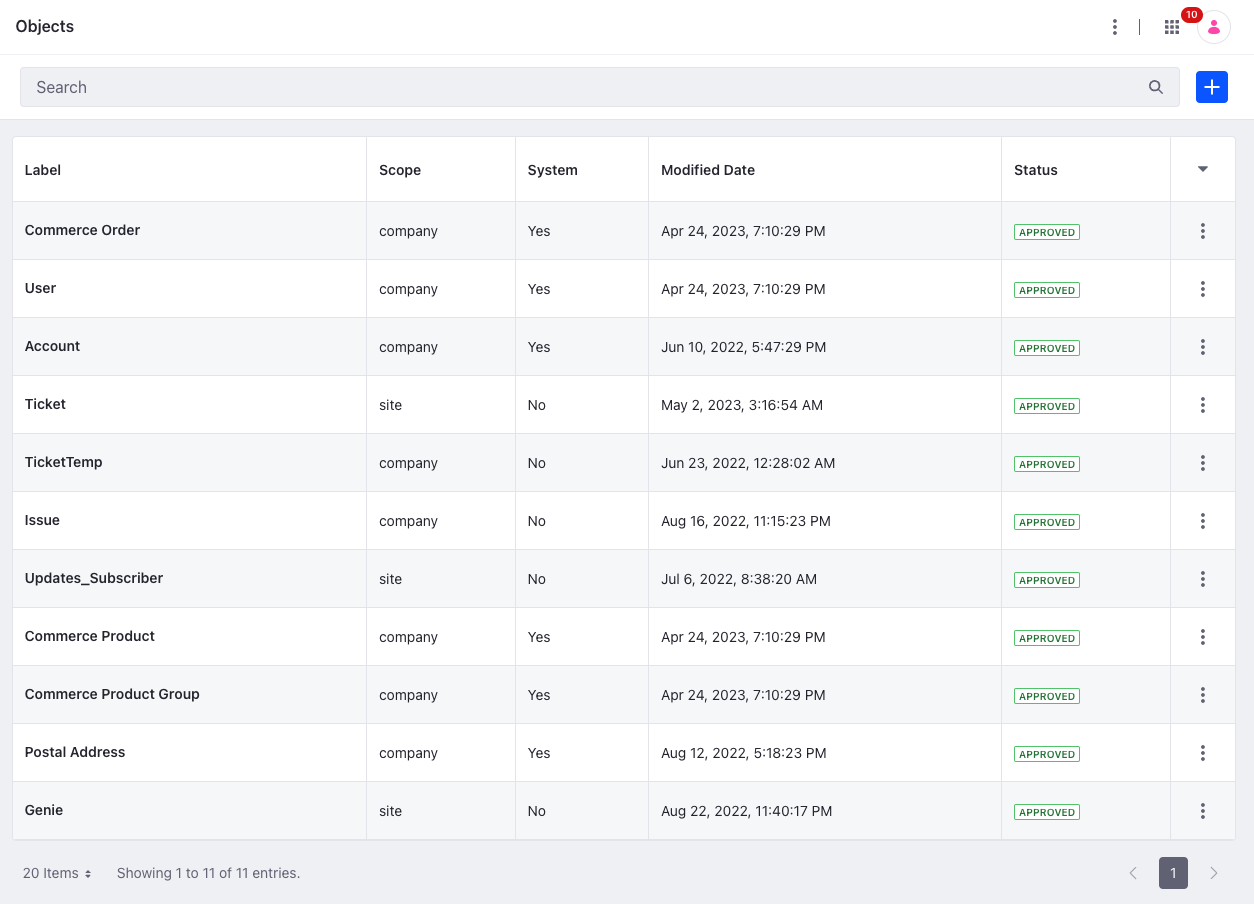 Objects
10
Search
Label Scope System Modified Date Status
Commerce Order company Yes Apr 24, 2023, 7:10:29 PM APPROVED
User company Yes Apr 24, 2023, 7:10:29 PM APPROVED
Account company Yes Jun 10, 2022, 5:47:29 PM APPROVED
Ticket site No May 2, 2023, 3:16:54 AM APPROVED
TicketTemp company No Jun 23, 2022, 12:28:02 AM APPROVED
Issue company No Aug 16, 2022, 11:15:23 PM APPROVED
Updates_Subscriber site No Jul 6, 2022, 8:38:20 AM APPROVED
Commerce Product company Yes Apr 24, 2023, 7:10:29 PM APPROVED
Commerce Product Group company Yes Apr 24, 2023, 7:10:29 PM APPROVED
Postal Address company Yes Aug 12, 2022, 5:18:23 PM APPROVED
Genie site No Aug 22, 2022, 11:40:17 PM APPROVED
20 Items Showing 1 to 11 of 11 entries. 1